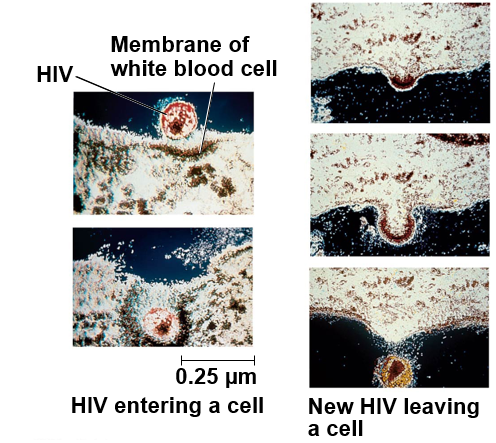 Membrane of
white blood cell
HIV
0.25 µm
HIV entering a cell
New HIV leaving
a cell